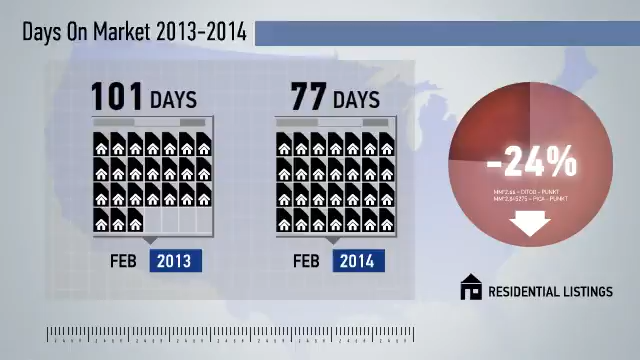 Days On Market 2013-2014
101 DAYS
77 DAYS
FEB 2013
FEB 2014
-24%
RESIDENTIAL LISTINGS